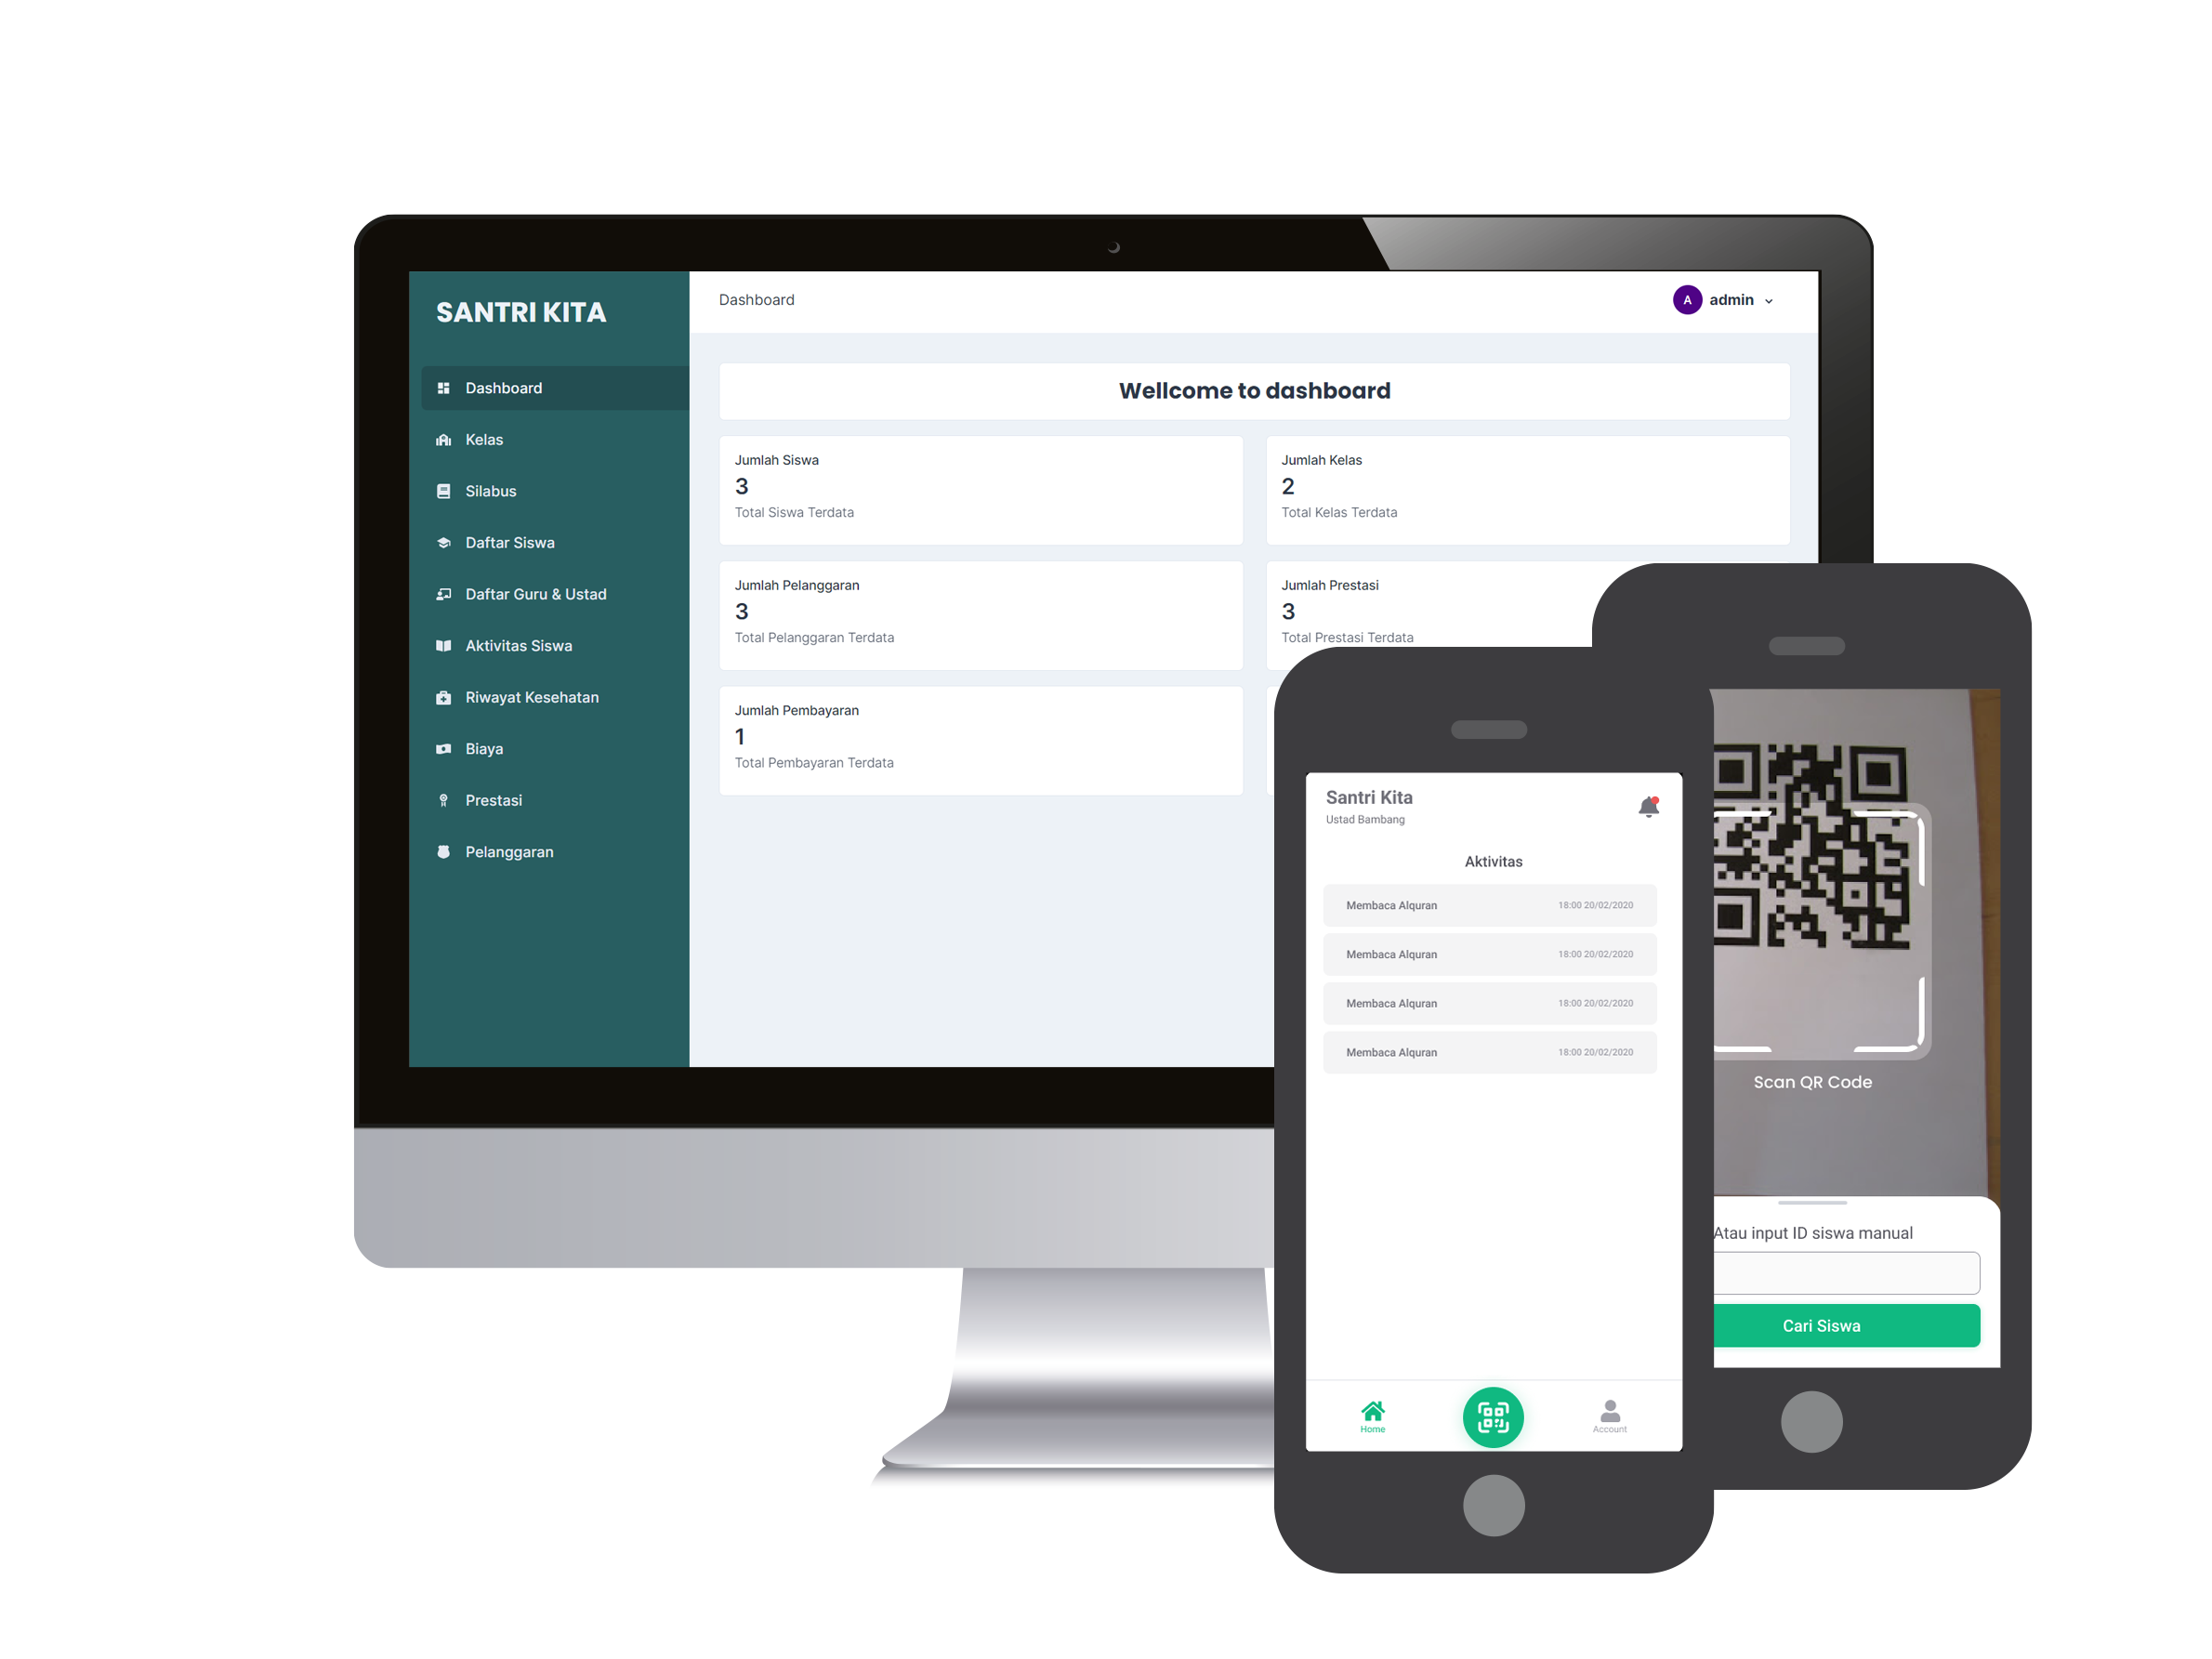 SANTRI KITA
Dashboard
Kelas
Silabus
Daftar Siswa
Daftar Guru & Ustad
Aktivitas Siswa
Riwayat Kesehatan
Biaya
Prestasi
Pelanggaran
Dashboard
A admin
Wellcome to dashboard
Jumlah Siswa
3
Total Siswa Terdata
Jumlah Kelas
2
Total Kelas Terdata
Jumlah Pelanggaran
3
Total Pelanggaran Terdata
Jumlah Prestasi
3
Total Prestasi Terdata
Jumlah Pembayaran
1
Total Pembayaran Terdata
Santri Kita
Ustad Bambang
Aktivitas
Membaca Alquran 18:00 20/02/2020
Membaca Alquran 18:00 20/02/2020
Membaca Alquran 18:00 20/02/2020
Membaca Alquran 18:00 20/02/2020
Home
Account
Scan QR Code
Atau input ID siswa manual
Cari Siswa